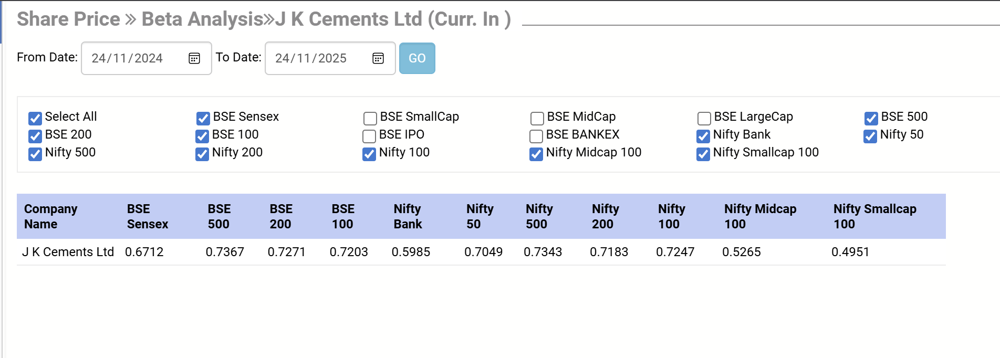 Share Price » Beta Analysis»J K Cements Ltd (Curr. In )
From Date: 24/11/2024 To Date: 24/11/2025 GO
Select All BSE Sensex BSE SmallCap BSE MidCap BSE LargeCap BSE 500
BSE 200 BSE 100 BSE IPO BSE BANKEX Nifty Bank Nifty 50
Nifty 500 Nifty 200 Nifty 100 Nifty Midcap 100 Nifty Smallcap 100
Company BSE BSE BSE BSE Nifty Nifty Nifty Nifty Nifty Nifty Midcap Nifty Smallcap
Name Sensex 500 200 100 Bank 50 500 200 100 100 100
J K Cements Ltd 0.6712 0.7367 0.7271 0.7203 0.5985 0.7049 0.7343 0.7183 0.7247 0.5265 0.4951